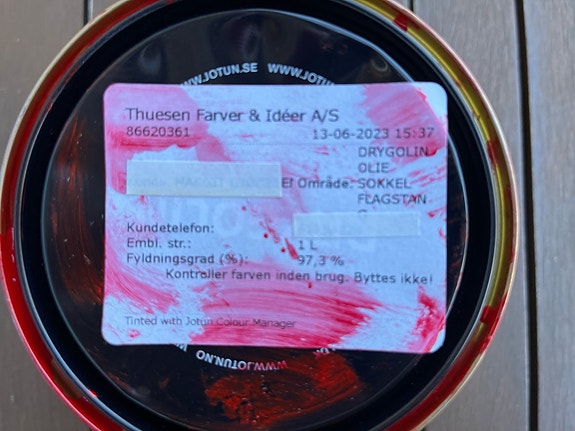 WWW.JOTUN.SE WWW.JOTUN
Thuesen Farver & Idéer A/S
86620361 13-06-2023 15:37
DRYGOLIN
OLIE
Ef Område: SOKKEL
FLAGSTAN
Kundetelefon:
Embl. str.: 1 L
Fyldningsgrad (%): 97,3 %
Kontroller farven inden brug. Byttes ikke!
Tinted with Jotun Colour Manager
WWW.JOTUN.NO
WWW.JOTUN.D